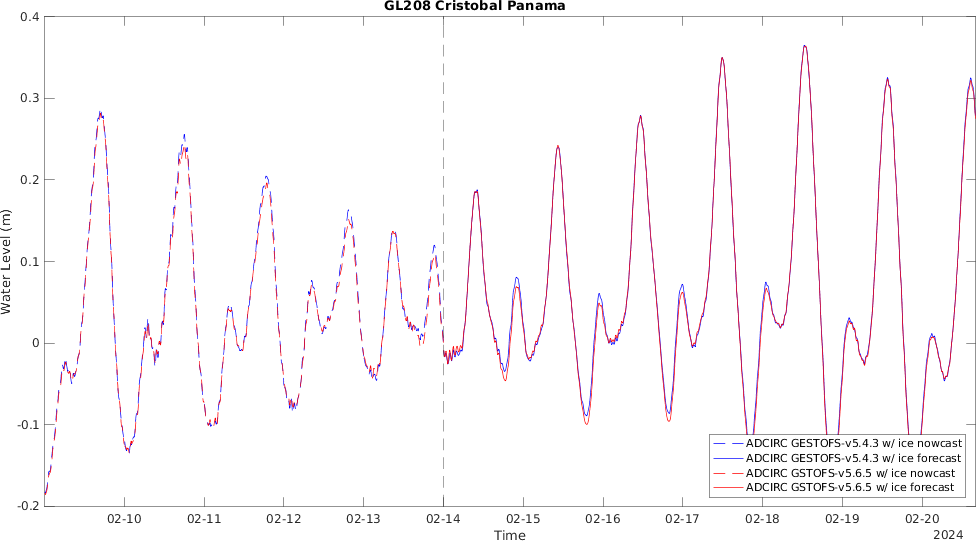 GL208 Cristobal Panama
0.4
0.3
0.2
0.1
0
-0.1
-0.2
Water Level (m)
ADCIRC GESTOFS-v5.4.3 w/ ice nowcast
ADCIRC GESTOFS-v5.4.3 w/ ice forecast
ADCIRC GSTOFS-v5.6.5 w/ ice nowcast
ADCIRC GSTOFS-v5.6.5 w/ ice forecast
02-10 02-11 02-12 02-13 02-14 02-15 02-16 02-17 02-18 02-19 02-20
Time
2024